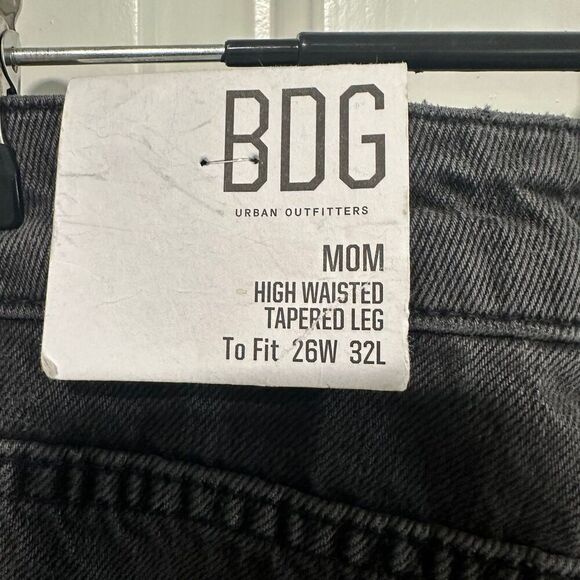 BDG
URBAN OUTFITTERS
MOM
HIGH WAISTED
TAPERED LEG
To Fit 26W 32L